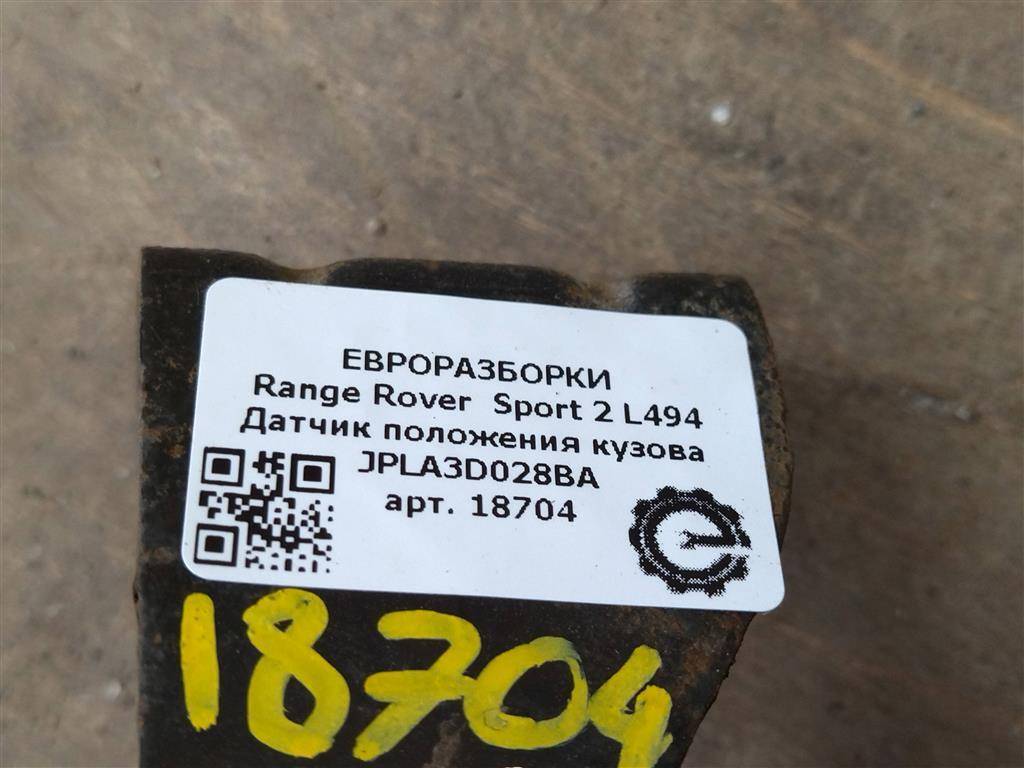 ЕВРОРАЗБОРКИ
Range Rover Sport 2 L494
Датчик положения кузова
JPLA3D028BA
арт. 18704
18704